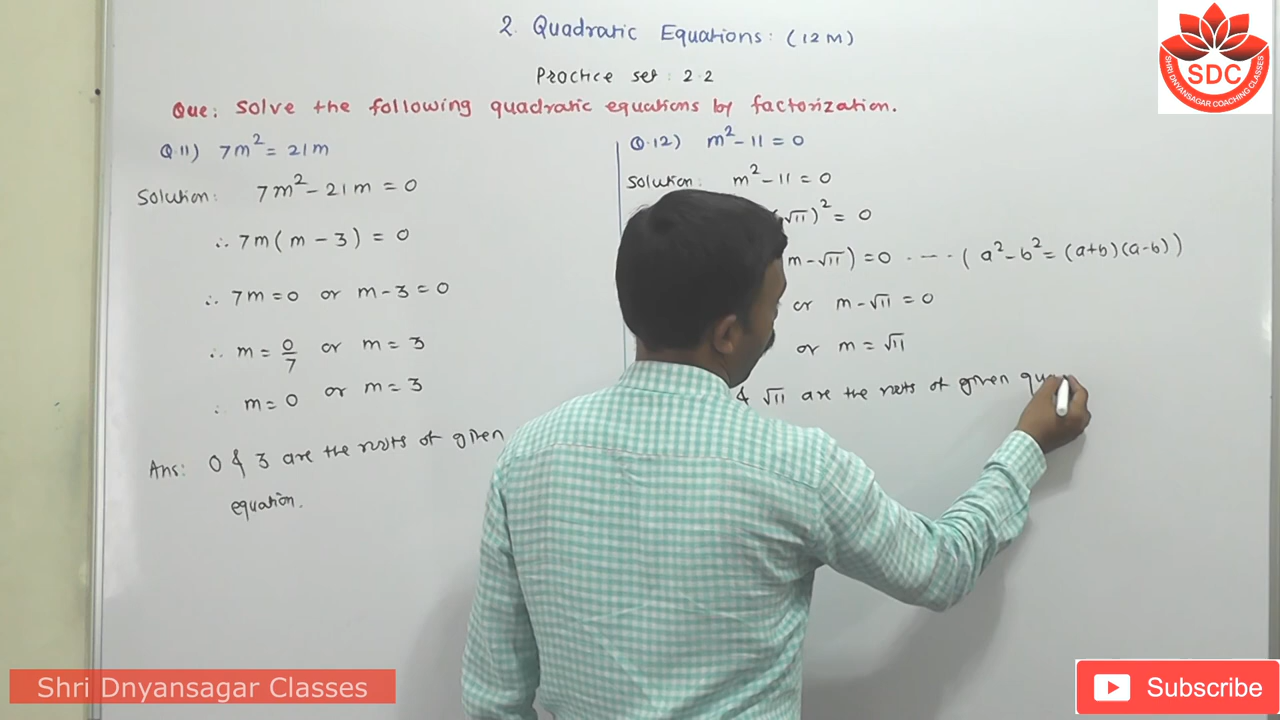 2. Quadratic Equations: (12 M)
Practice set: 2.2
Que: Solve the following quadratic equations by factorization.
Q.11) 7m² = 21m
Solution: 7m² - 21m = 0
∴ 7m(m - 3) = 0
∴ 7m = 0 or m - 3 = 0
∴ m = 0/7 or m = 3
∴ m = 0 or m = 3
Ans: 0 & 3 are the roots of given
equation.
Q.12) m² - 11 = 0
Solution: m² - 11 = 0
√11)² = 0
m - √11) = 0 ---- (a² - b² = (a+b)(a-b))
or m - √11 = 0
or m = √11
& √11 are the roots of given qu
SDC
SHRI DNYANSAGAR COACHING CLASSES
Shri Dnyansagar Classes
Subscribe